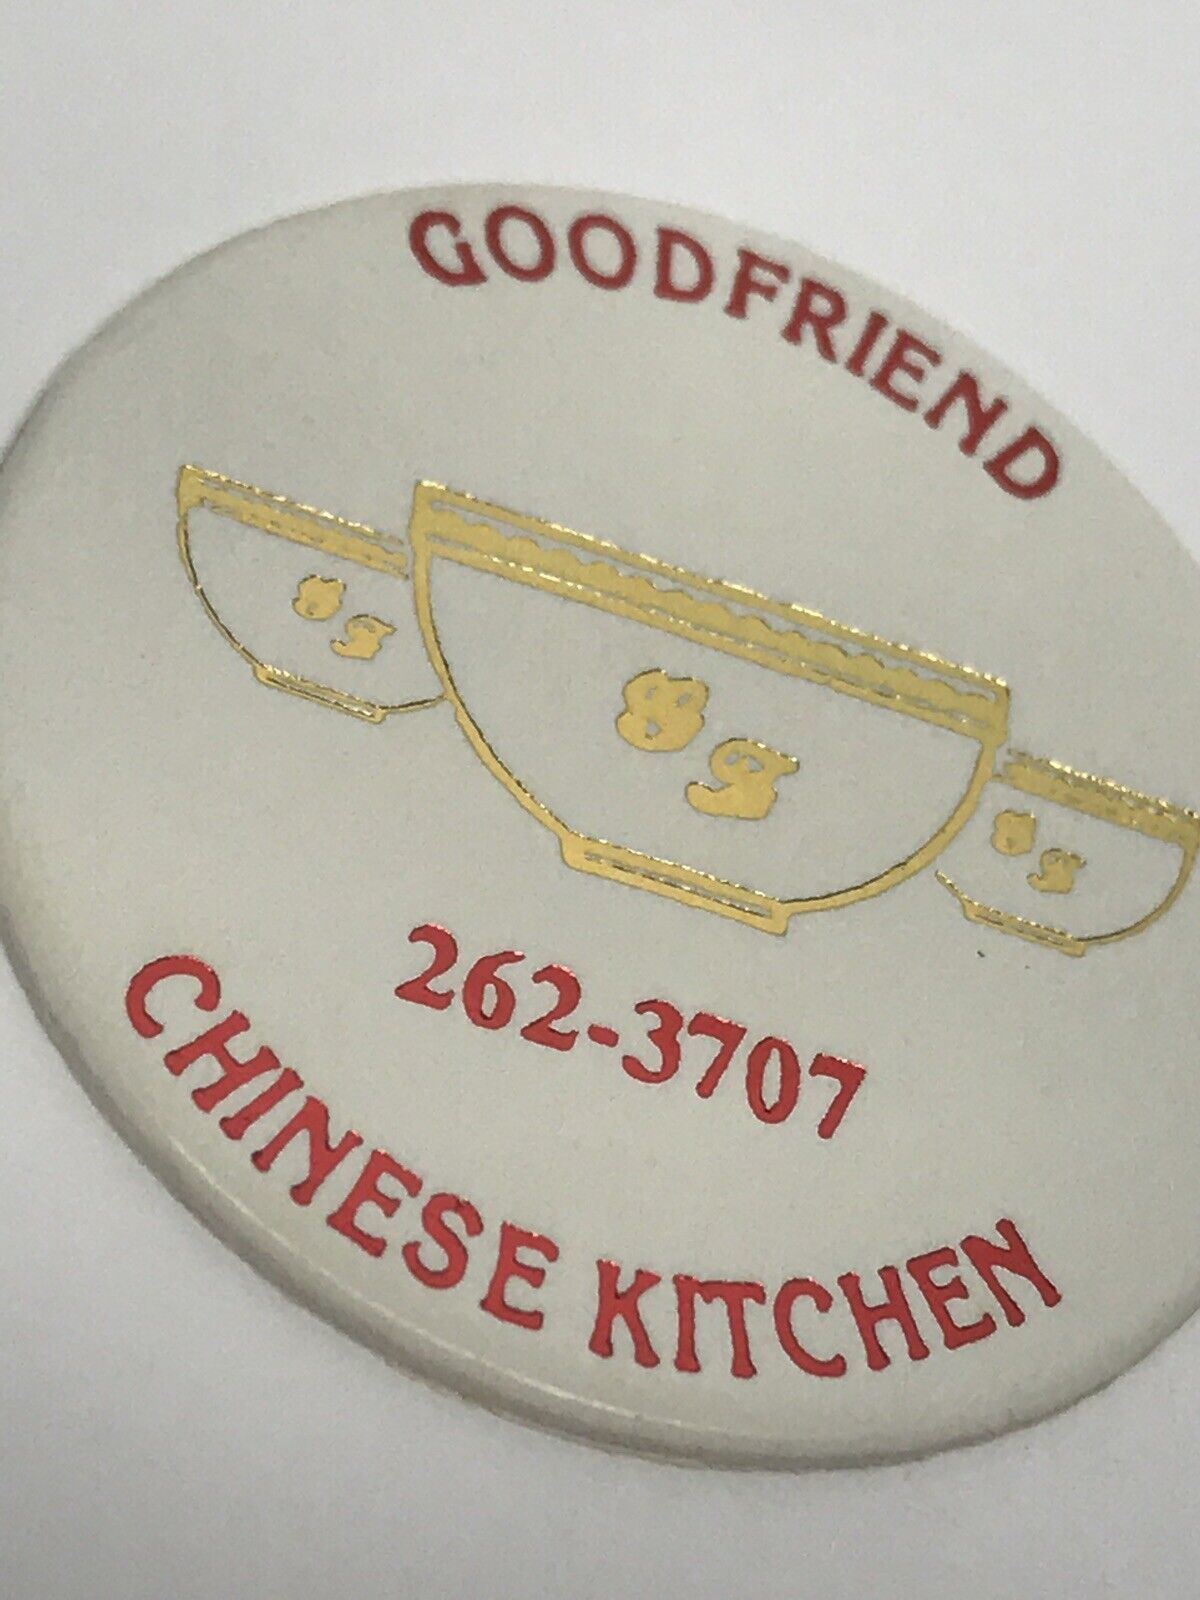 GOODFRIEND
262-3707
CHINESE KITCHEN